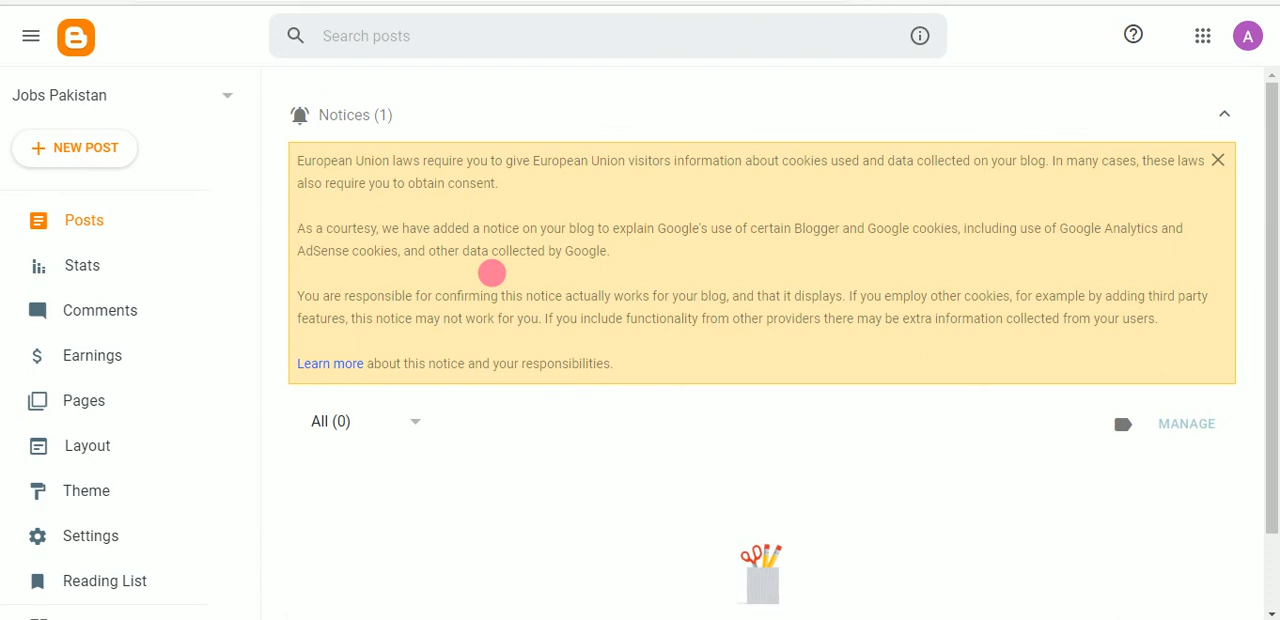 Search posts
A
Jobs Pakistan
NEW POST
Posts
Stats
Comments
Earnings
Pages
Layout
Theme
Settings
Reading List
Notices (1)
European Union laws require you to give European Union visitors information about cookies used and data collected on your blog. In many cases, these laws
also require you to obtain consent.
As a courtesy, we have added a notice on your blog to explain Google's use of certain Blogger and Google cookies, including use of Google Analytics and
AdSense cookies, and other data collected by Google.
You are responsible for confirming this notice actually works for your blog, and that it displays. If you employ other cookies, for example by adding third party
features, this notice may not work for you. If you include functionality from other providers there may be extra information collected from your users.
Learn more about this notice and your responsibilities.
All (0)
MANAGE